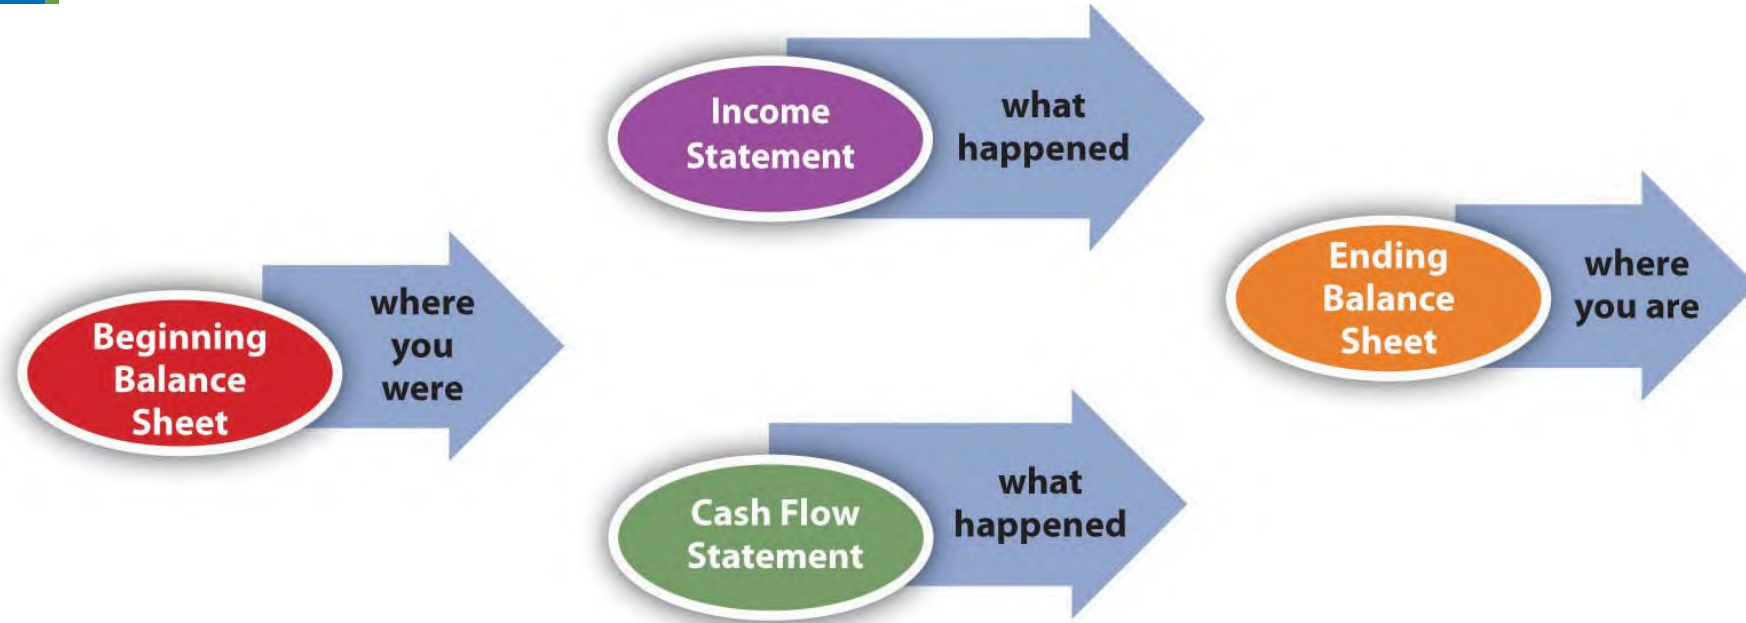 Beginning
Balance
Sheet
where
you
were
Income
Statement
what
happened
Cash Flow
Statement
what
happened
Ending
Balance
Sheet
where
you are